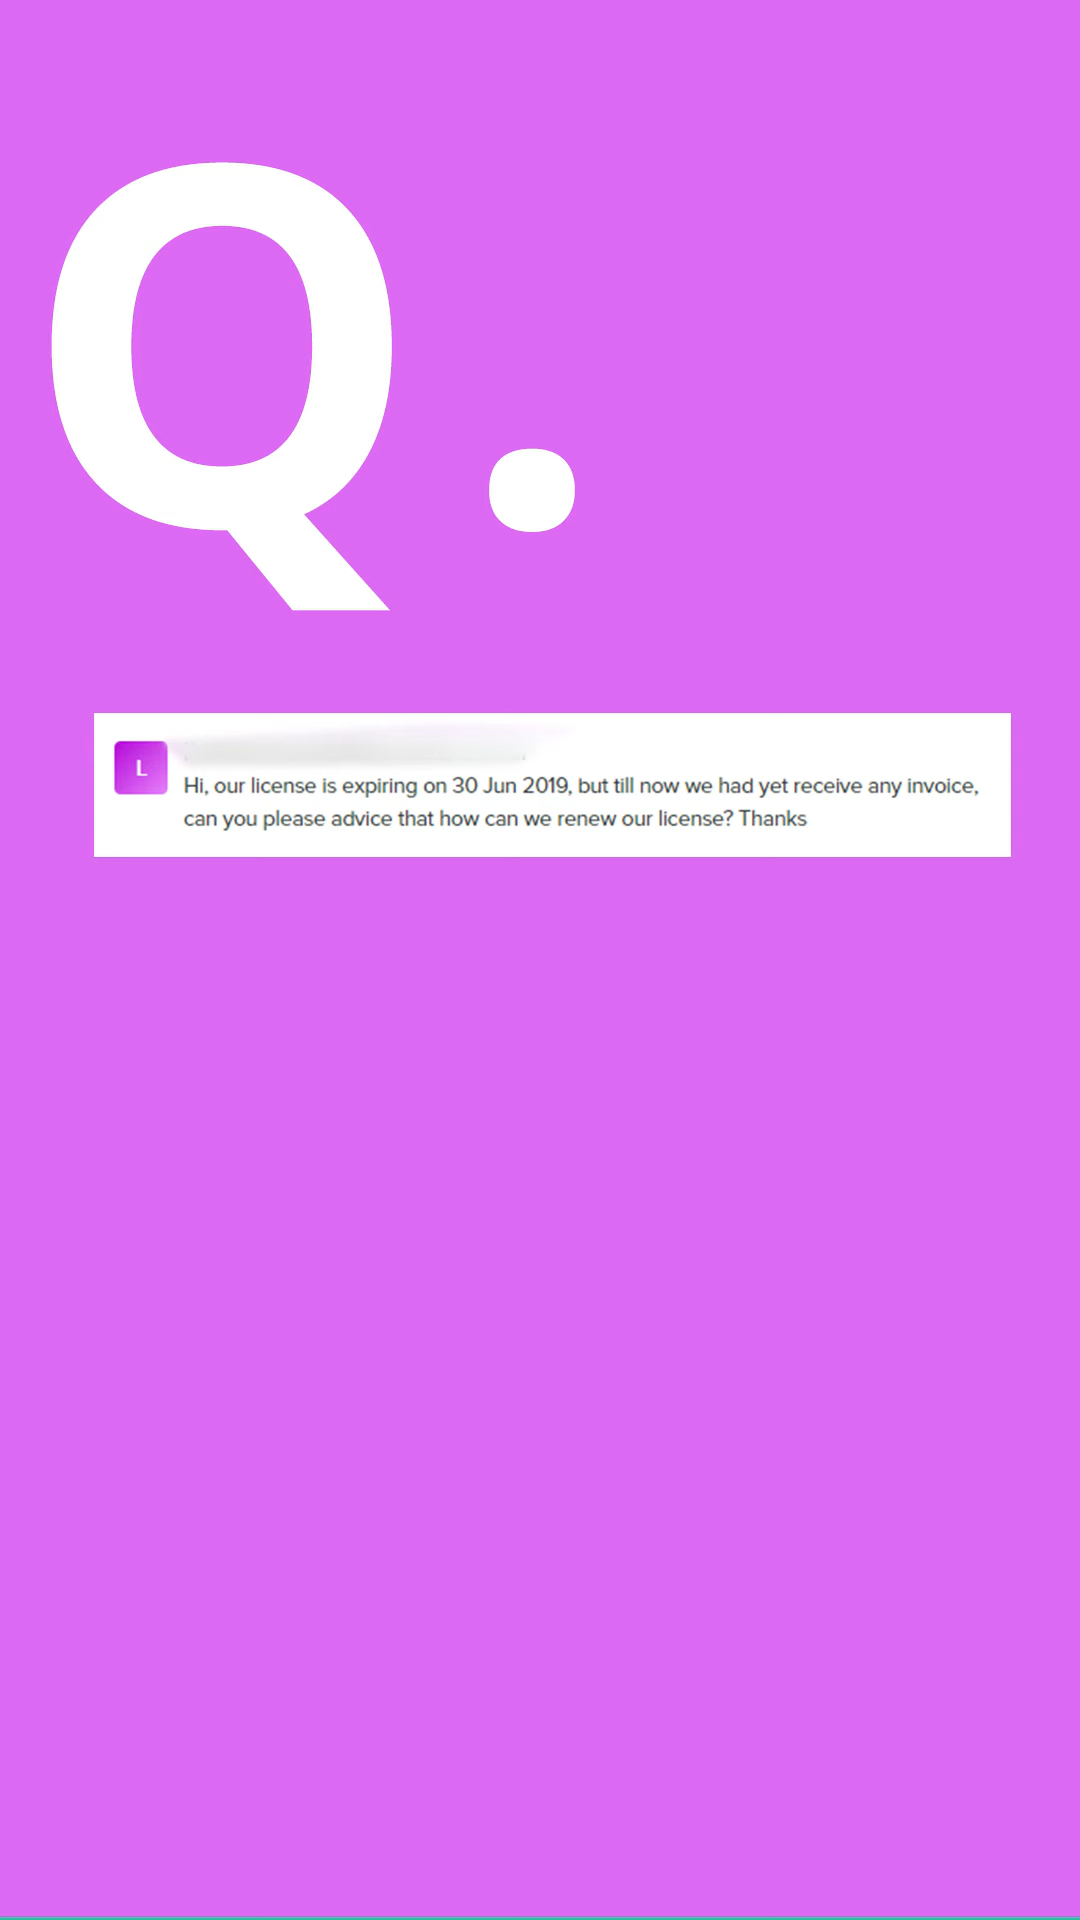 Q.
L
Hi, our license is expiring on 30 Jun 2019, but till now we had yet receive any invoice,
can you please advice that how can we renew our license? Thanks